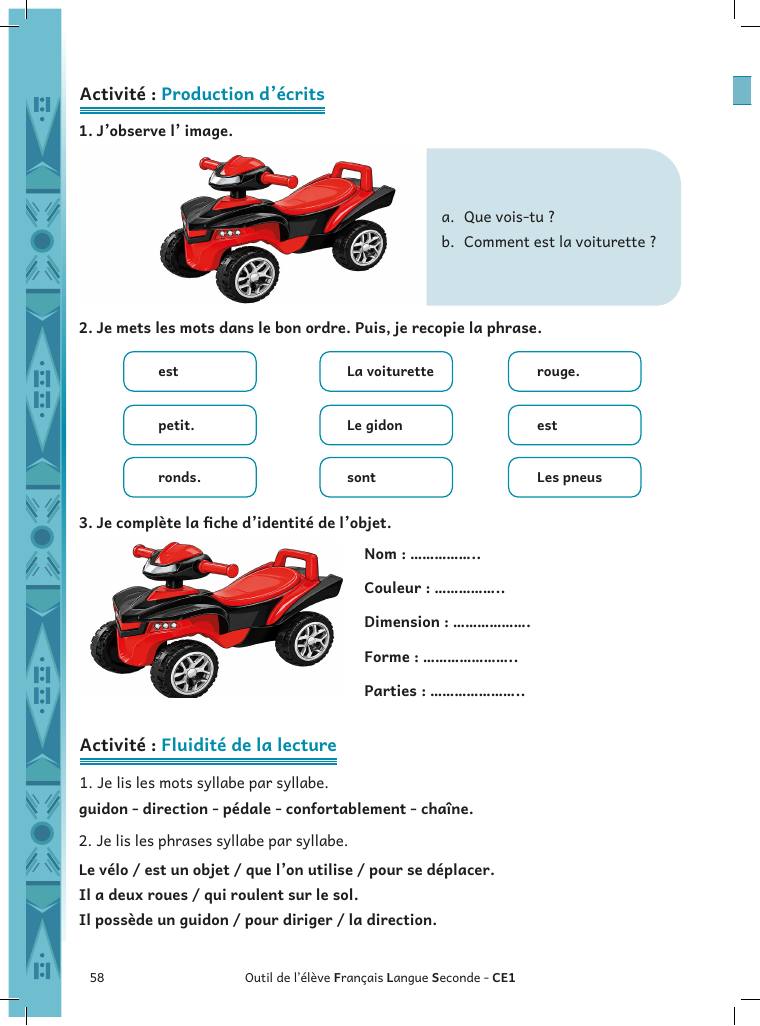 Activité : Production d’écrits
1. J’observe l’ image.
a. Que vois-tu ?
b. Comment est la voiturette ?
2. Je mets les mots dans le bon ordre. Puis, je recopie la phrase.
est La voiturette rouge.
petit. Le gidon est
ronds. sont Les pneus
3. Je complète la fiche d’identité de l’objet.
Nom : ……………..
Couleur : ……………..
Dimension : ……………….
Forme : …………………..
Parties : …………………..
Activité : Fluidité de la lecture
1. Je lis les mots syllabe par syllabe.
guidon - direction - pédale - confortablement - chaîne.
2. Je lis les phrases syllabe par syllabe.
Le vélo / est un objet / que l’on utilise / pour se déplacer.
Il a deux roues / qui roulent sur le sol.
Il possède un guidon / pour diriger / la direction.
58 Outil de l’élève Français Langue Seconde - CE1